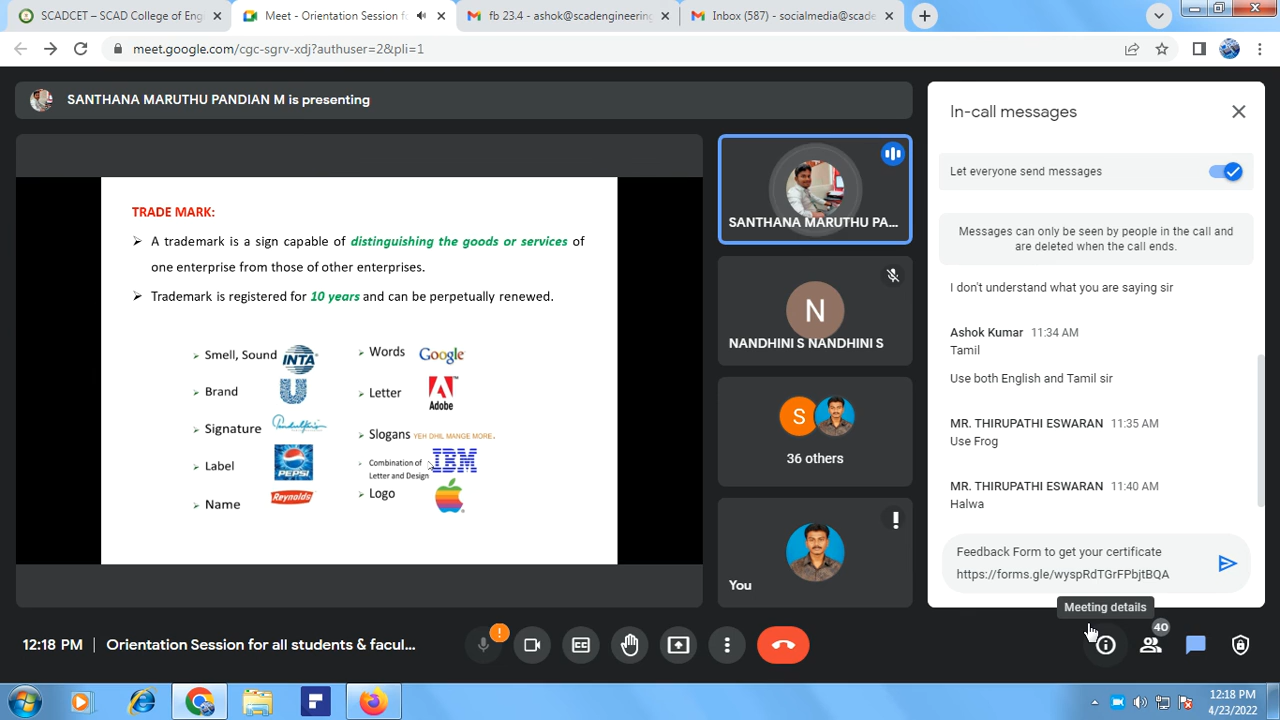 SCADCET – SCAD College of Eng
Meet - Orientation Session fo
fb 23.4 - ashok@scadengineering
Inbox (587) - socialmedia@scade
meet.google.com/cgc-sgrv-xdj?authuser=2&pli=1
SANTHANA MARUTHU PANDIAN M is presenting
TRADE MARK:
A trademark is a sign capable of distinguishing the goods or services of
one enterprise from those of other enterprises.
Trademark is registered for 10 years and can be perpetually renewed.
Smell, Sound INTA
Brand
Signature
Label PEPSI
Name Reynolds
Words Google
Letter Adobe
Slogans YEH DHIL MANGE MORE.
Combination of
Letter and Design IBM
Logo
SANTHANA MARUTHU PA...
N
NANDHINI S NANDHINI S
S
36 others
You
In-call messages
Let everyone send messages
Messages can only be seen by people in the call and
are deleted when the call ends.
I don't understand what you are saying sir
Ashok Kumar 11:34 AM
Tamil
Use both English and Tamil sir
MR. THIRUPATHI ESWARAN 11:35 AM
Use Frog
MR. THIRUPATHI ESWARAN 11:40 AM
Halwa
Feedback Form to get your certificate
https://forms.gle/wyspRdTGrFPbjtBQA
Meeting details
12:18 PM | Orientation Session for all students & facul...
40
12:18 PM
4/23/2022